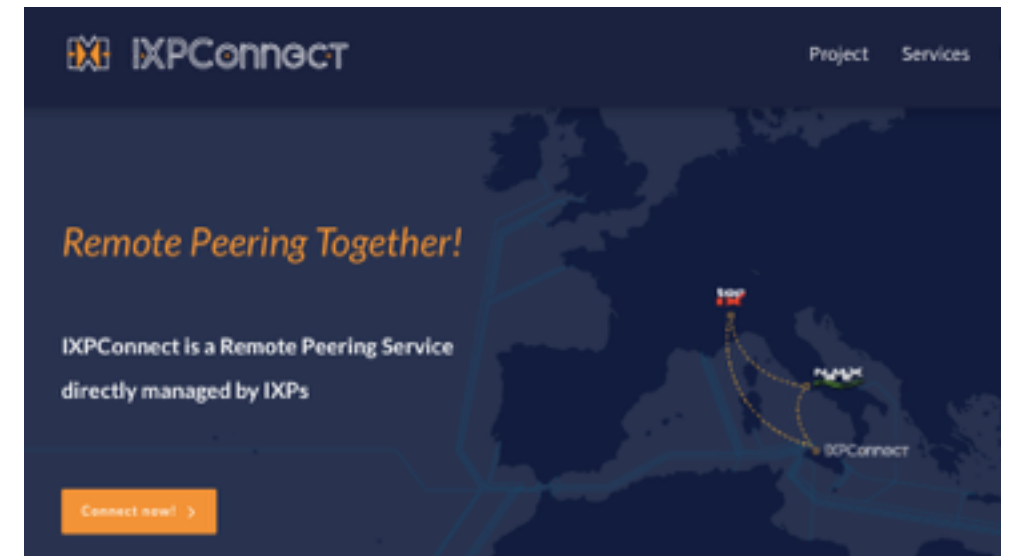 IXPConnect
Project
Services
Remote Peering Together!
IXPConnect is a Remote Peering Service
directly managed by IXPs
IXPConnect
Connect now!